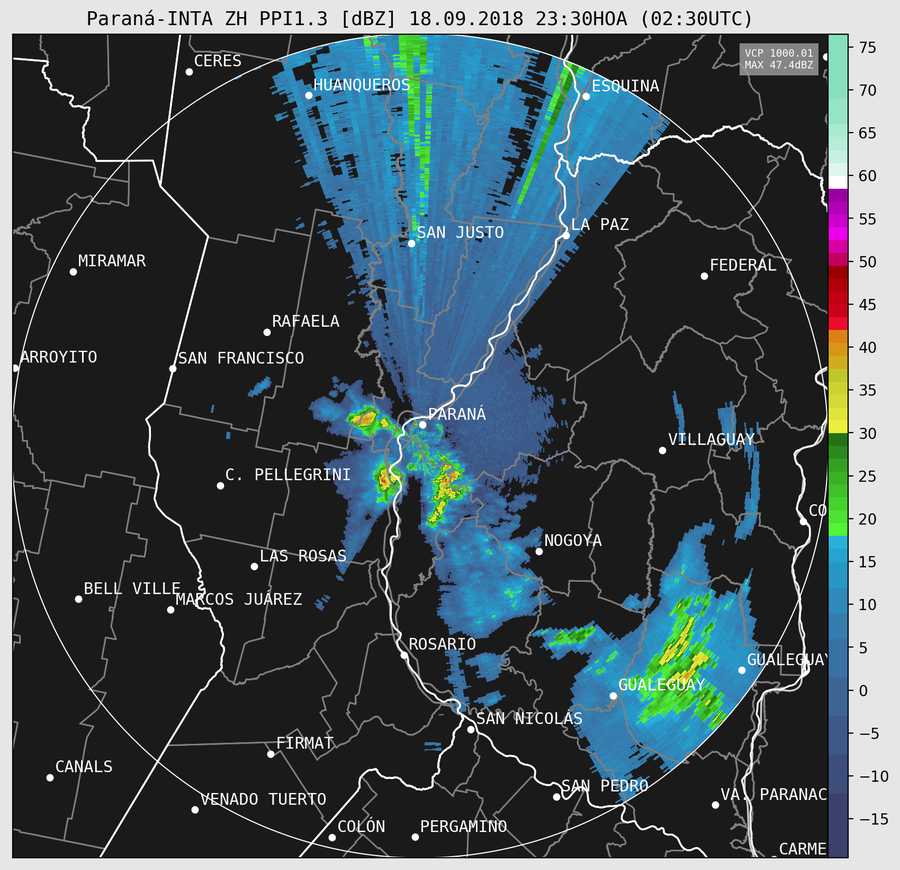 Paraná-INTA ZH PPI1.3 [dBZ] 18.09.2018 23:30HOA (02:30UTC)
VCP 1000.01
MAX 47.4dBZ
CERES
HUANQUEROS
ESQUINA
SAN JUSTO
LA PAZ
MIRAMAR
FEDERAL
RAFAELA
ARROYITO
SAN FRANCISCO
PARANÁ
VILLAGUAY
C. PELLEGRINI
CO
NOGOYA
LAS ROSAS
BELL VILLE
MARCOS JUÁREZ
ROSARIO
GUALEGUAY
GUALEGUAY
SAN NICOLÁS
FIRMAT
CANALS
SAN PEDRO
VENADO TUERTO
VA. PARANAC
COLÓN
PERGAMINO
CARME
75
70
65
60
55
50
45
40
35
30
25
20
15
10
5
0
−5
−10
−15